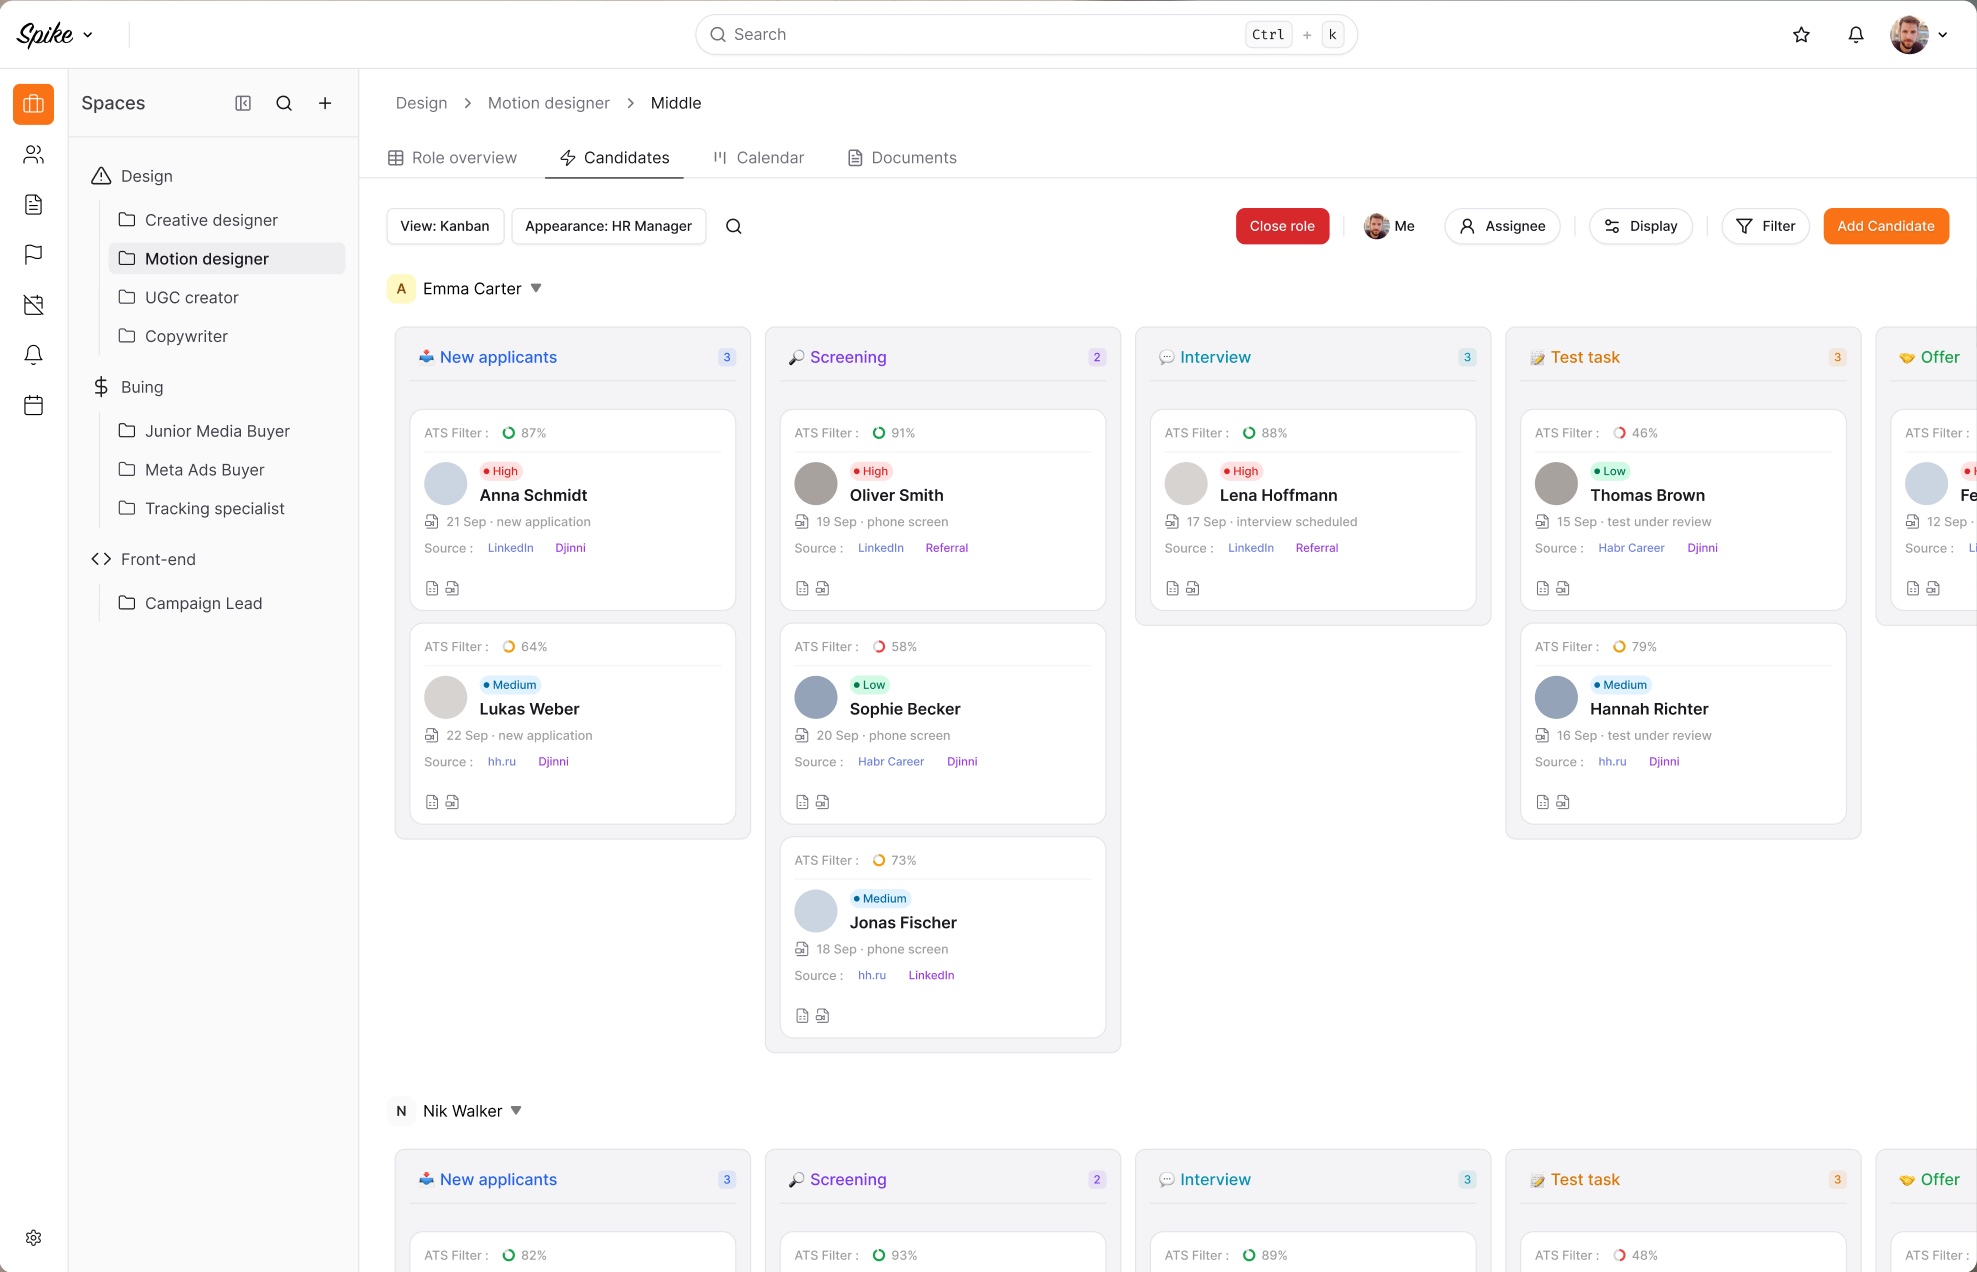 Spike
Search
Ctrl + k
Spaces
Design
Creative designer
Motion designer
UGC creator
Copywriter
Buing
Junior Media Buyer
Meta Ads Buyer
Tracking specialist
Front-end
Campaign Lead
Design > Motion designer > Middle
Role overview
Candidates
Calendar
Documents
View: Kanban
Appearance: HR Manager
Close role
Me
Assignee
Display
Filter
Add Candidate
A Emma Carter
New applicants 3
ATS Filter : 87%
High
Anna Schmidt
21 Sep · new application
Source : LinkedIn Djinni
ATS Filter : 64%
Medium
Lukas Weber
22 Sep · new application
Source : hh.ru Djinni
Screening 2
ATS Filter : 91%
High
Oliver Smith
19 Sep · phone screen
Source : LinkedIn Referral
ATS Filter : 58%
Low
Sophie Becker
20 Sep · phone screen
Source : Habr Career Djinni
ATS Filter : 73%
Medium
Jonas Fischer
18 Sep · phone screen
Source : hh.ru LinkedIn
Interview 3
ATS Filter : 88%
High
Lena Hoffmann
17 Sep · interview scheduled
Source : LinkedIn Referral
Test task 3
ATS Filter : 46%
Low
Thomas Brown
15 Sep · test under review
Source : Habr Career Djinni
ATS Filter : 79%
Medium
Hannah Richter
16 Sep · test under review
Source : hh.ru Djinni
Offer
ATS Filter :
12 Sep ·
Source :
N Nik Walker
New applicants 3
ATS Filter : 82%
Screening 2
ATS Filter : 93%
Interview 3
ATS Filter : 89%
Test task 3
ATS Filter : 48%
Offer
ATS Filter :